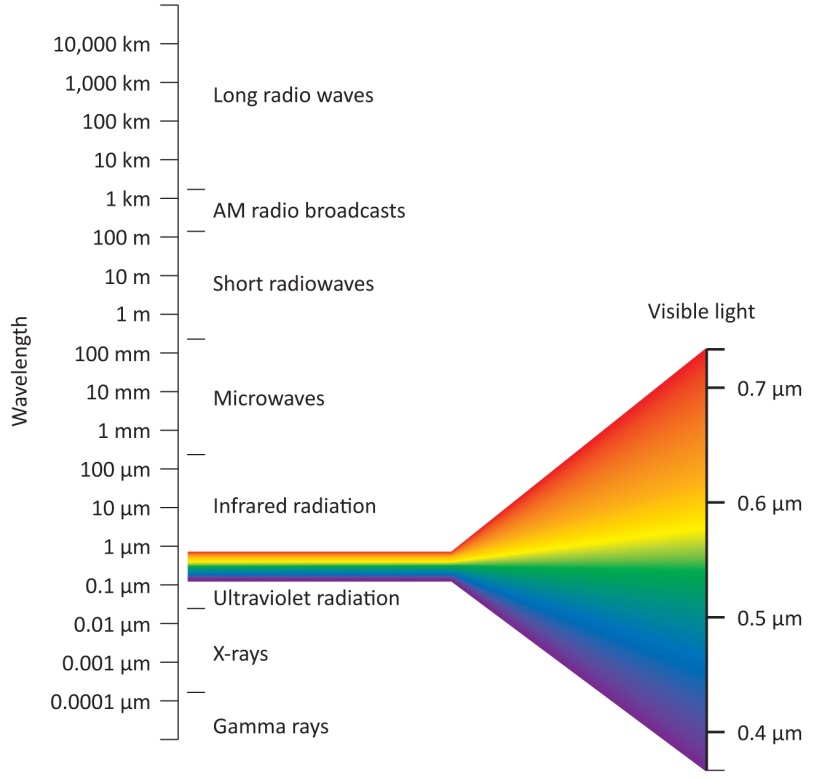 Wavelength
10,000 km
1,000 km
100 km
10 km
1 km
100 m
10 m
1 m
100 mm
10 mm
1 mm
100 µm
10 µm
1 µm
0.1 µm
0.01 µm
0.001 µm
0.0001 µm
Long radio waves
AM radio broadcasts
Short radiowaves
Microwaves
Infrared radiation
Ultraviolet radiation
X-rays
Gamma rays
Visible light
0.7 µm
0.6 µm
0.5 µm
0.4 µm